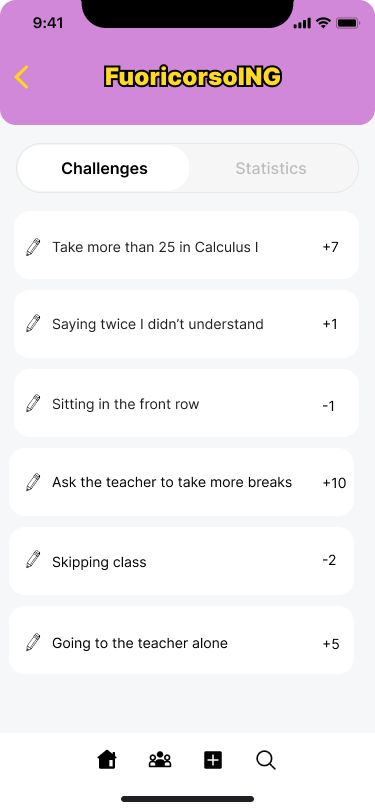 9:41
FuoricorsoING
Challenges Statistics
Take more than 25 in Calculus I +7
Saying twice I didn’t understand +1
Sitting in the front row -1
Ask the teacher to take more breaks +10
Skipping class -2
Going to the teacher alone +5